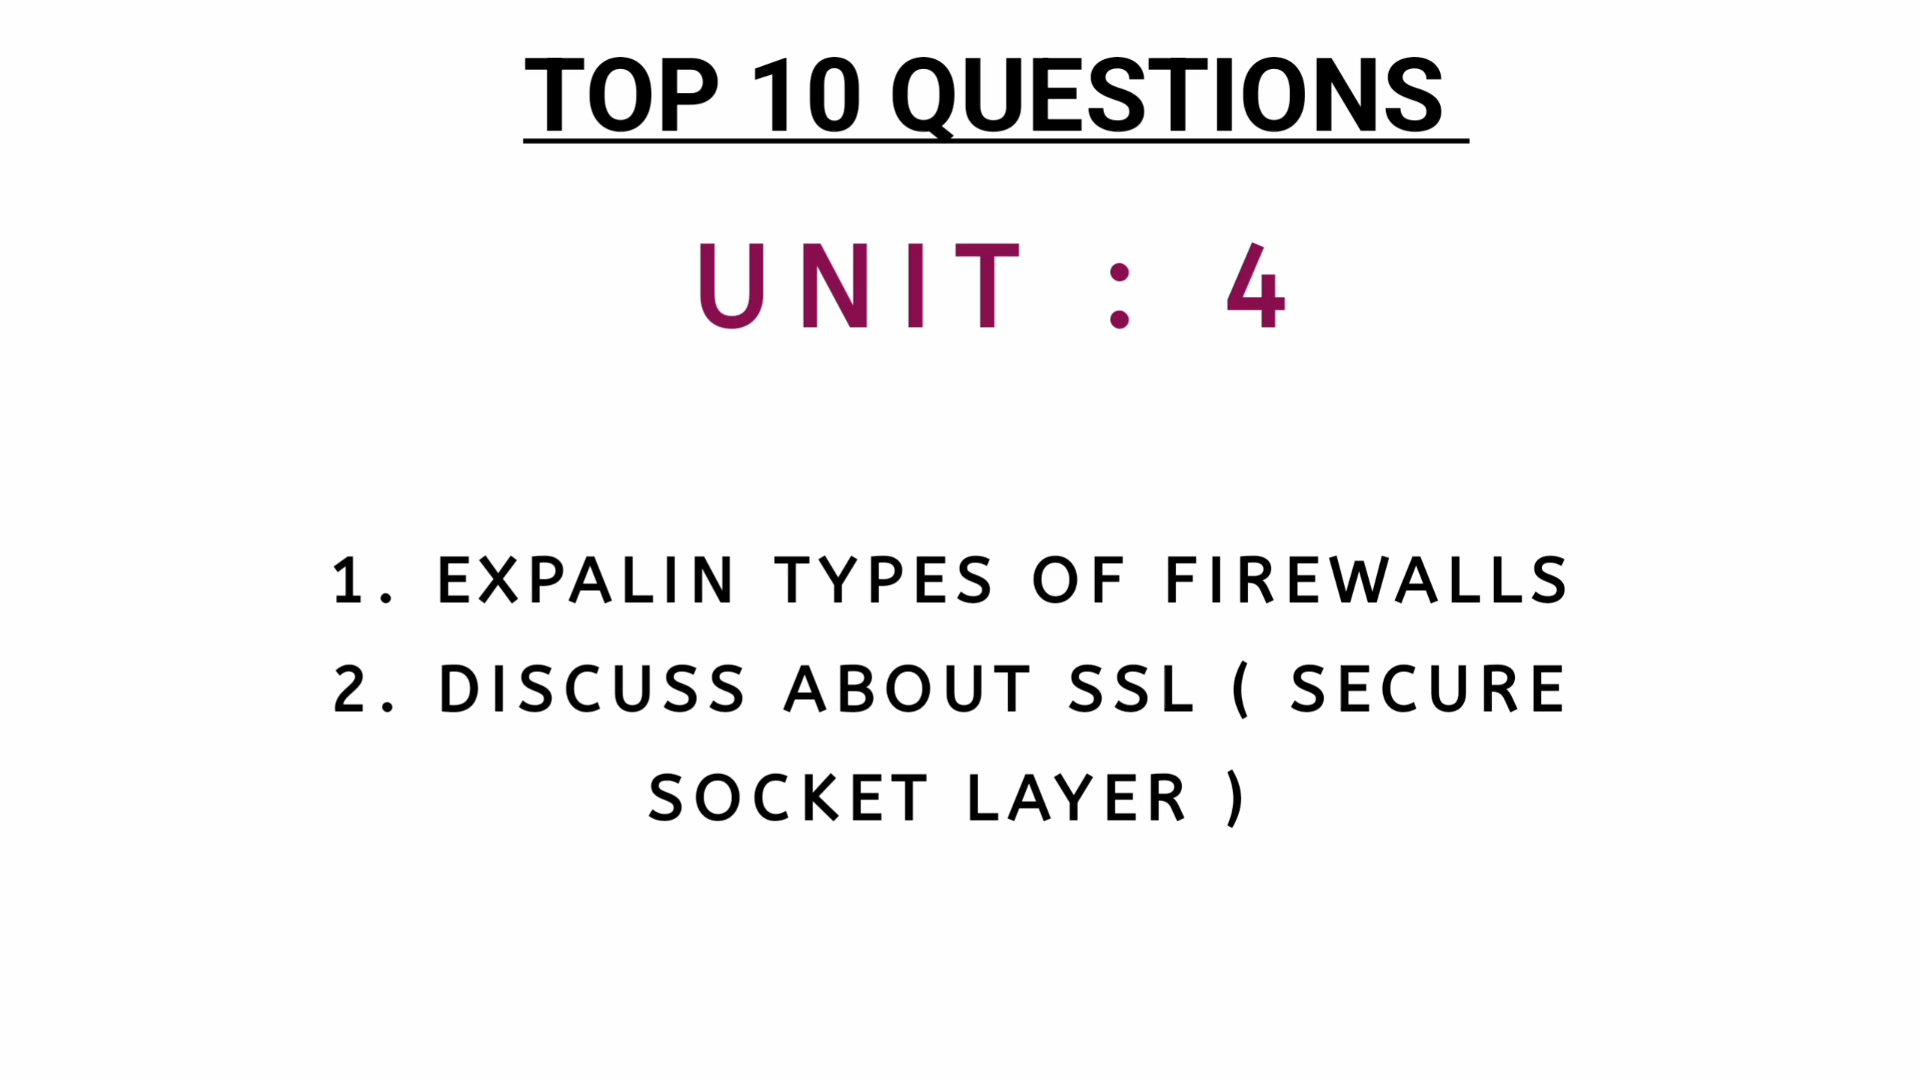 TOP 10 QUESTIONS
UNIT : 4
1. EXPALIN TYPES OF FIREWALLS
2. DISCUSS ABOUT SSL ( SECURE
SOCKET LAYER )